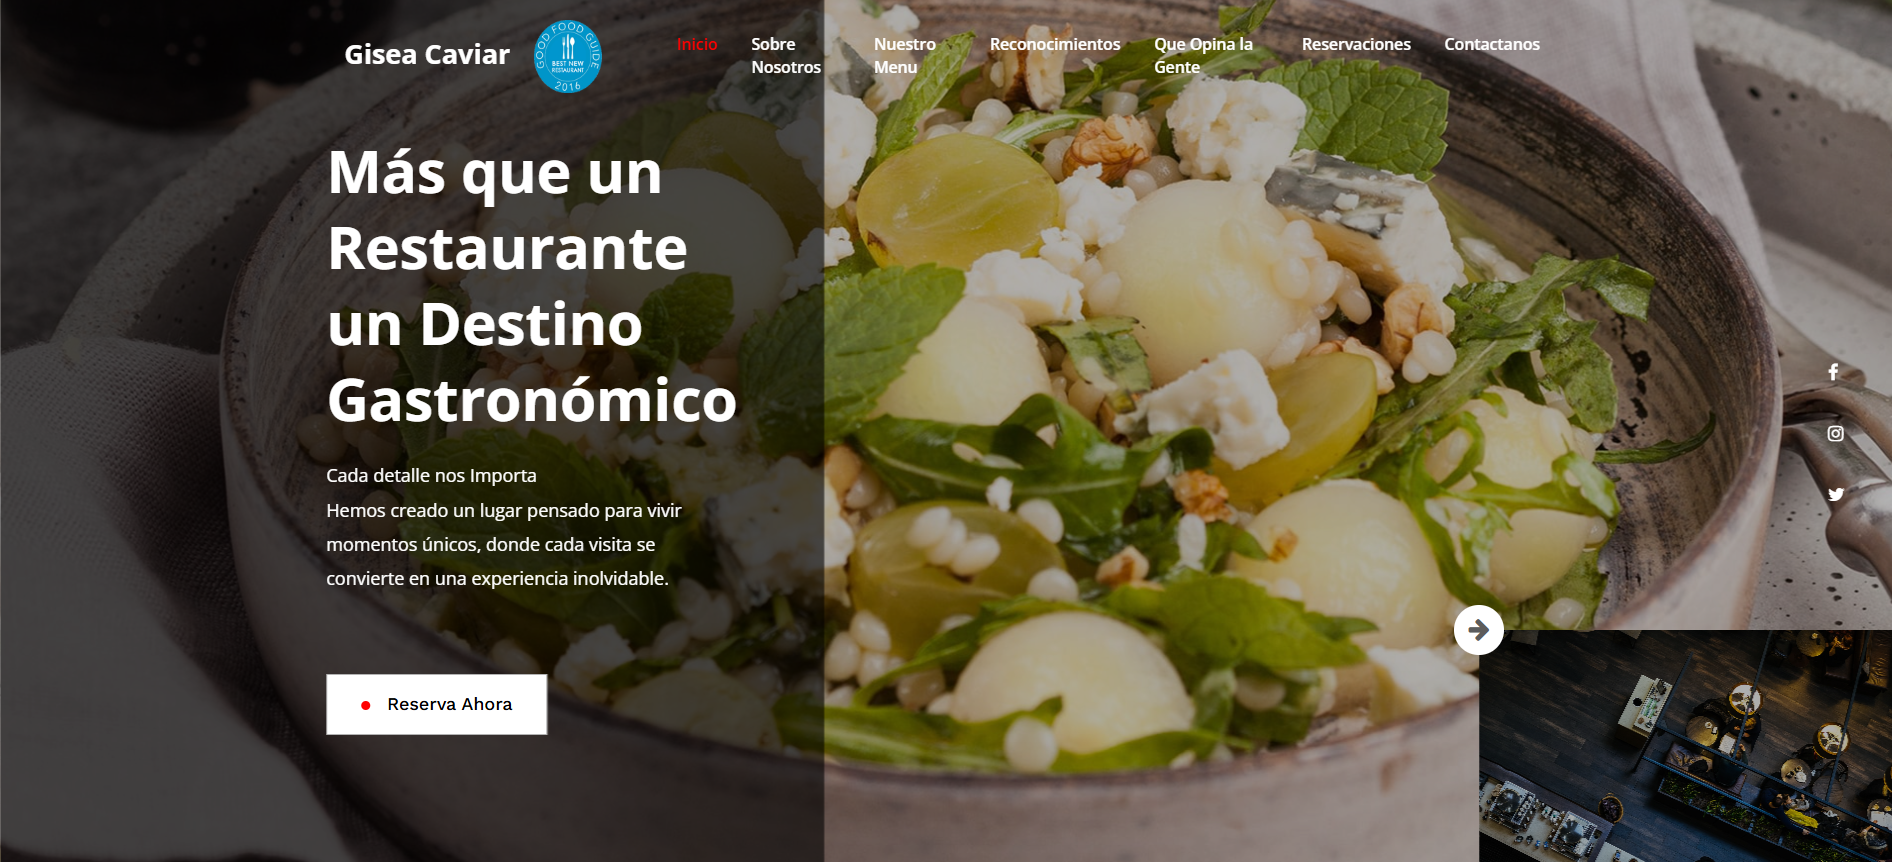 Gisea Caviar
GOOD FOOD GUIDE
BEST NEW
RESTAURANT
2016
Inicio
Sobre
Nosotros
Nuestro
Menu
Reconocimientos
Que Opina la
Gente
Reservaciones
Contactanos
Más que un
Restaurante
un Destino
Gastronómico
Cada detalle nos Importa
Hemos creado un lugar pensado para vivir
momentos únicos, donde cada visita se
convierte en una experiencia inolvidable.
Reserva Ahora